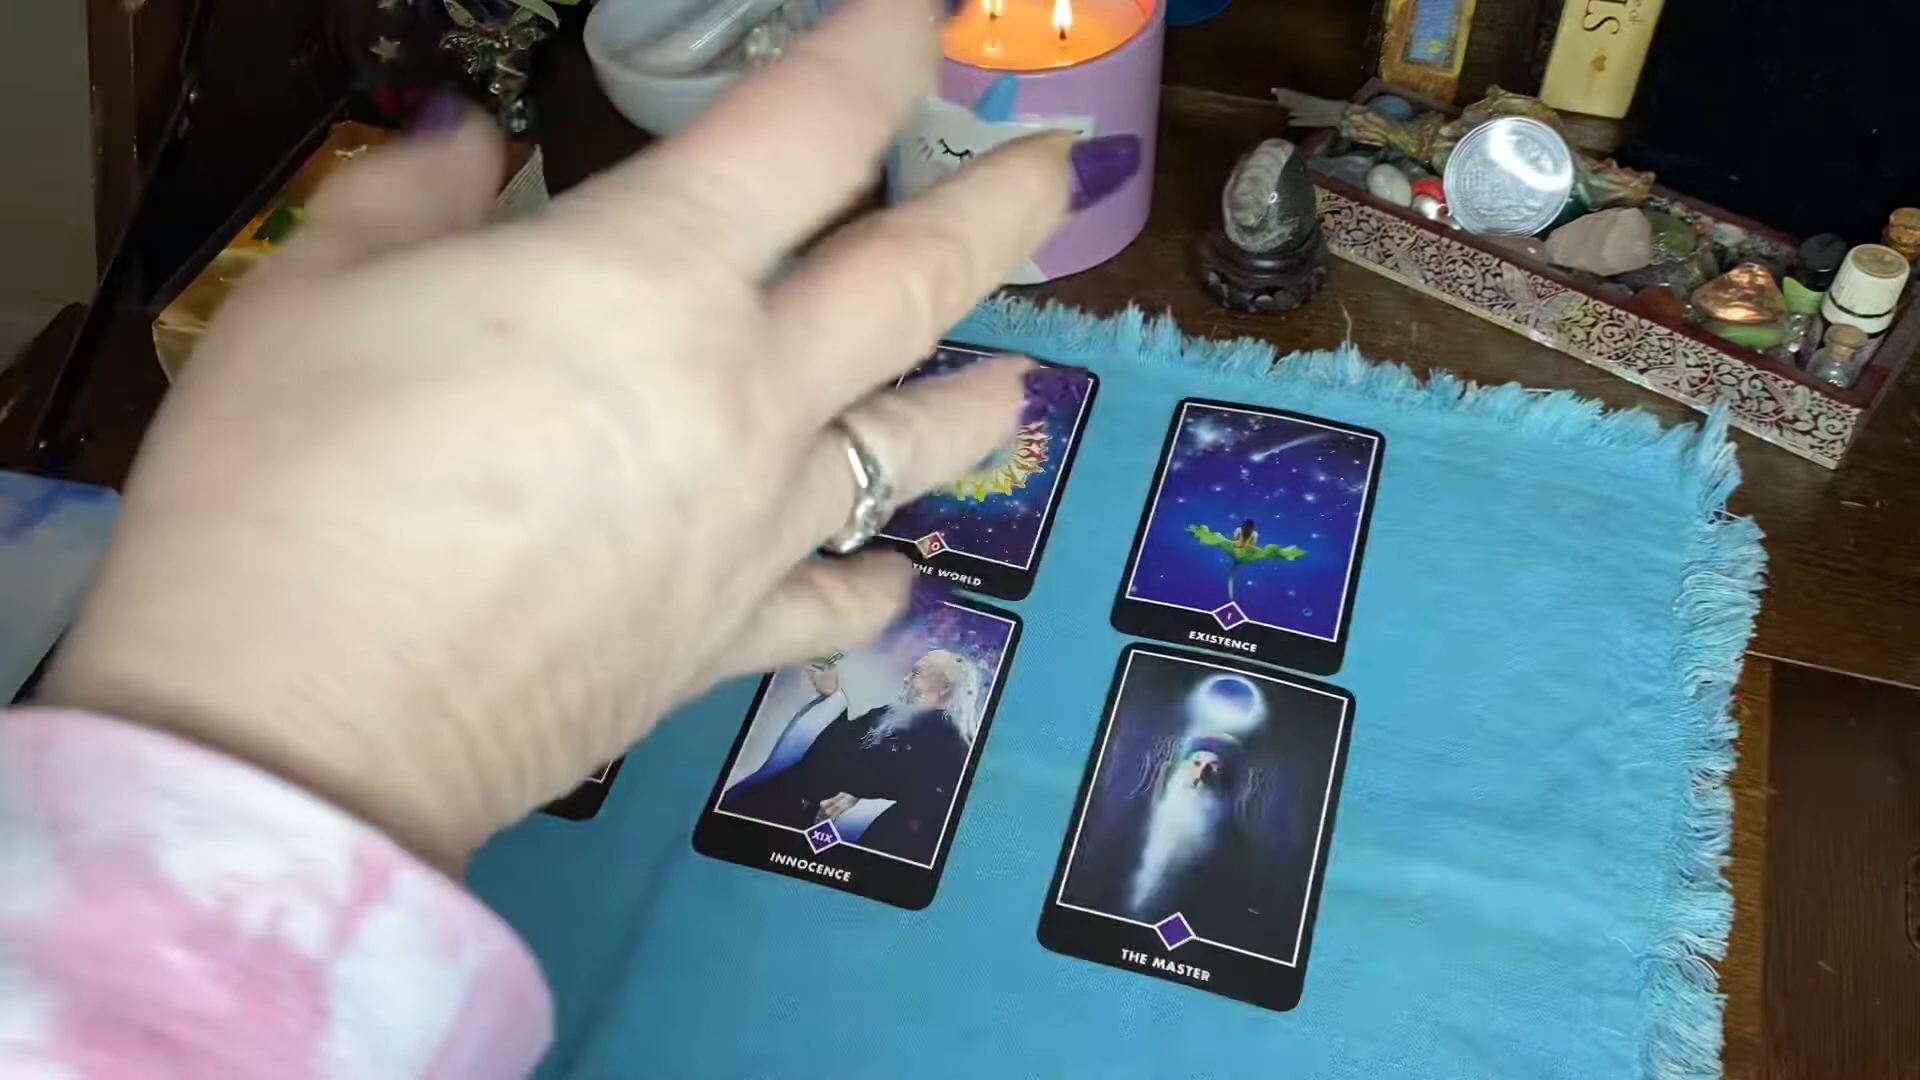 THE WORLD
I
EXISTENCE
XIX
INNOCENCE
THE MASTER